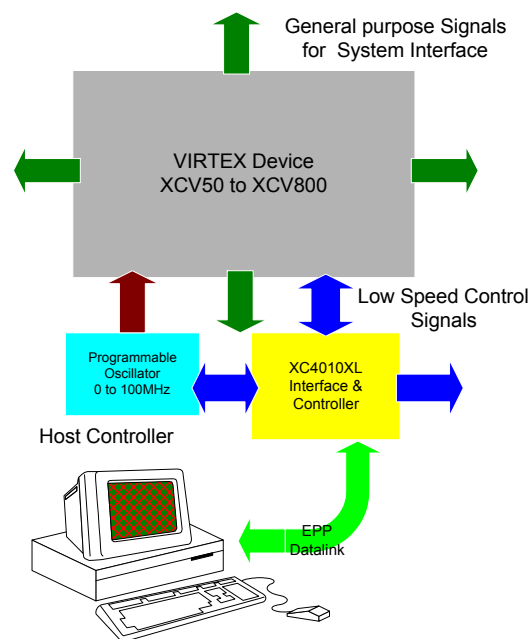 General purpose Signals
for System Interface
VIRTEX Device
XCV50 to XCV800
Low Speed Control
Signals
Programmable
Oscillator
0 to 100MHz
XC4010XL
Interface &
Controller
Host Controller
EPP
Datalink